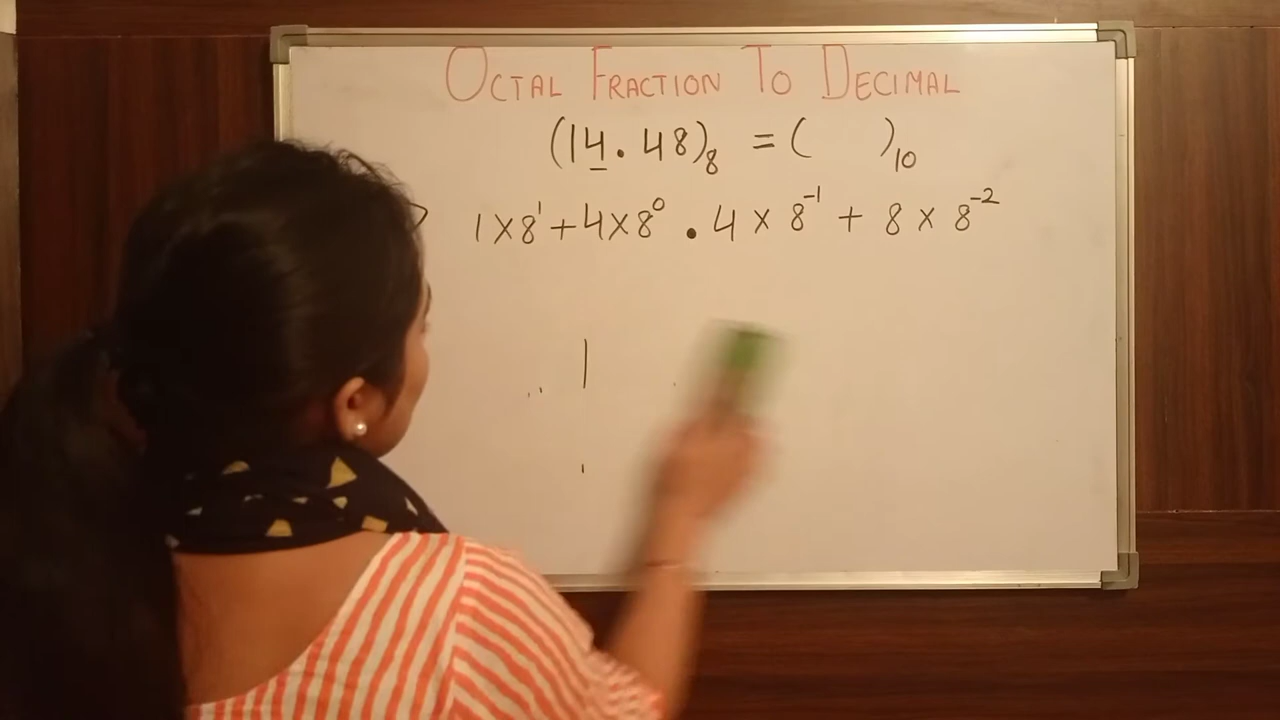 OCTAL FRACTION TO DECIMAL
(14.48)₈ = (    )₁₀
1×8¹+4×8⁰ . 4×8⁻¹ + 8×8⁻²